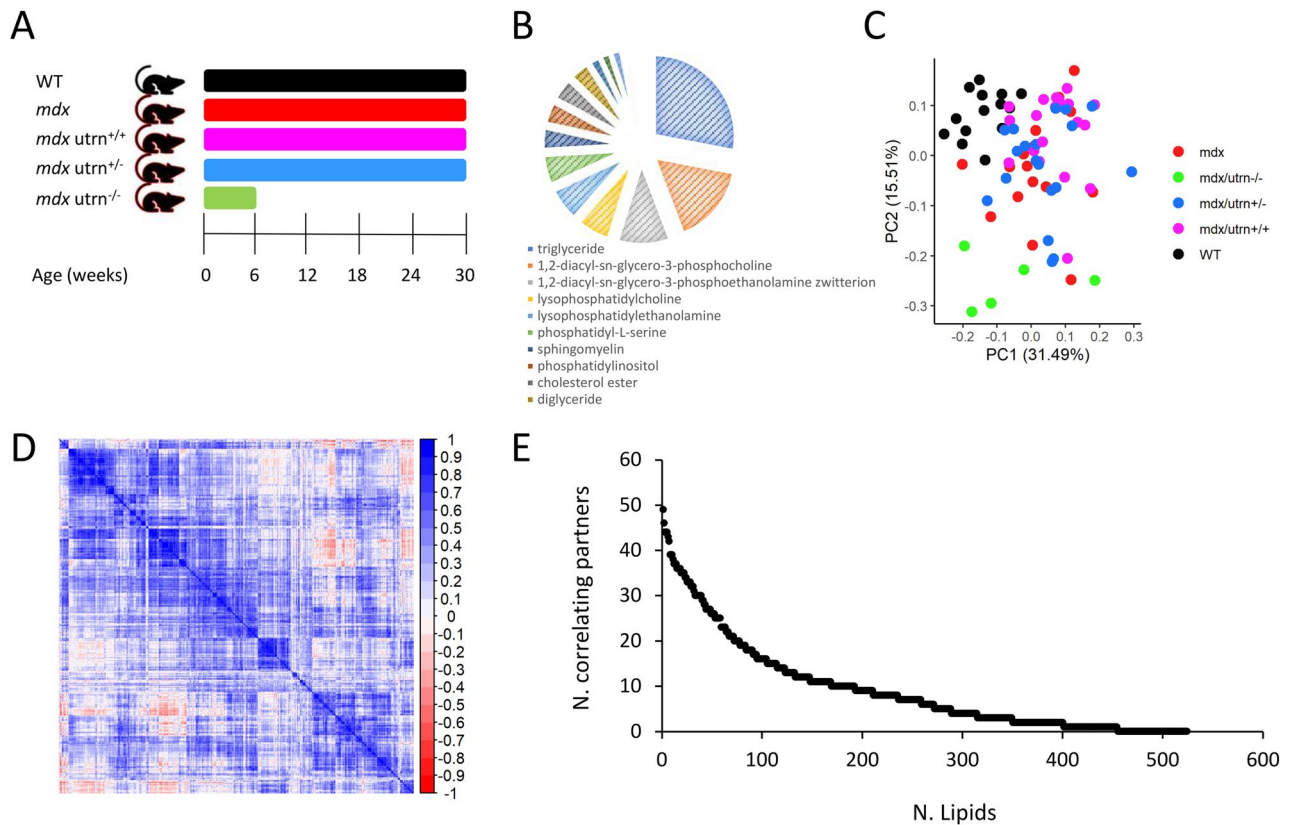 A
WT
mdx
mdx utrn+/+
mdx utrn+/-
mdx utrn-/-
0 6 12 18 24 30
Age (weeks)
B
triglyceride
1,2-diacyl-sn-glycero-3-phosphocholine
1,2-diacyl-sn-glycero-3-phosphoethanolamine zwitterion
lysophosphatidylcholine
lysophosphatidylethanolamine
phosphatidyl-L-serine
sphingomyelin
phosphatidylinositol
cholesterol ester
diglyceride
C
PC2 (15.51%)
0.1
0.0
-0.1
-0.2
-0.3
-0.2 -0.1 0.0 0.1 0.2 0.3
PC1 (31.49%)
mdx
mdx/utrn-/-
mdx/utrn+/-
mdx/utrn+/+
WT
D
1
0.9
0.8
0.7
0.6
0.5
0.4
0.3
0.2
0.1
0
-0.1
-0.2
-0.3
-0.4
-0.5
-0.6
-0.7
-0.8
-0.9
-1
E
N. correlating partners
60
50
40
30
20
10
0
0 100 200 300 400 500 600
N. Lipids